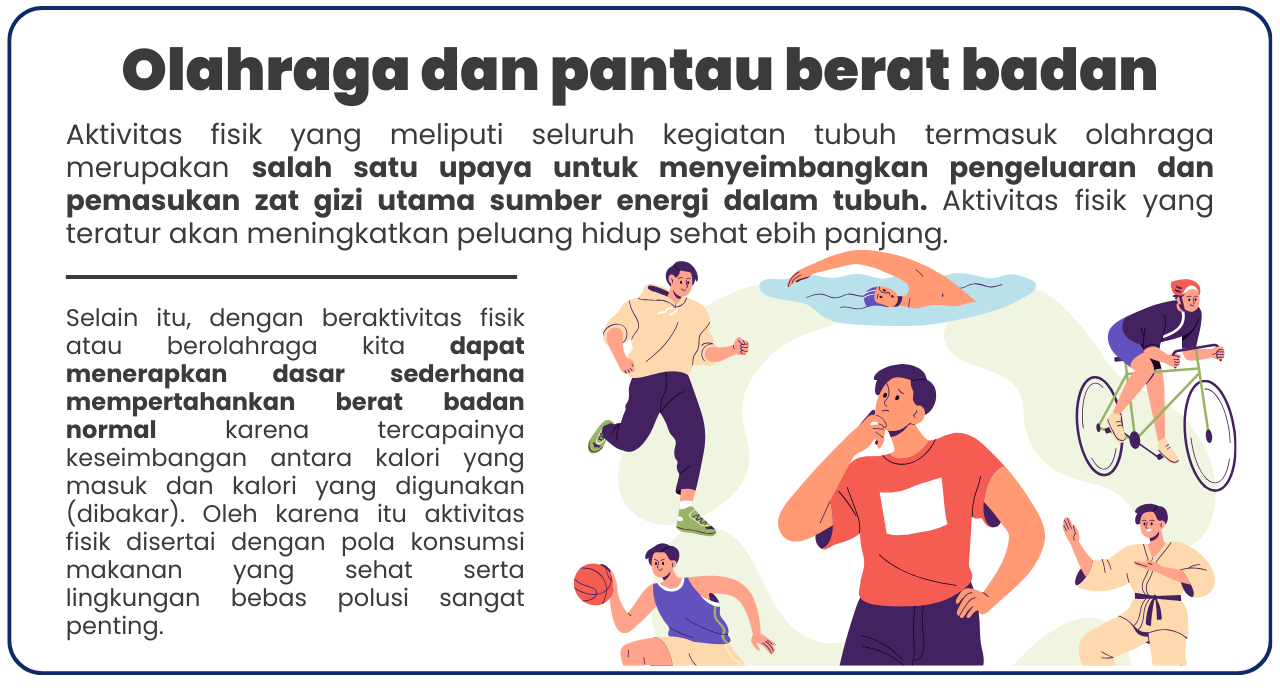 Olahraga dan pantau berat badan
Aktivitas fisik yang meliputi seluruh kegiatan tubuh termasuk olahraga
merupakan salah satu upaya untuk menyeimbangkan pengeluaran dan
pemasukan zat gizi utama sumber energi dalam tubuh. Aktivitas fisik yang
teratur akan meningkatkan peluang hidup sehat ebih panjang.
Selain itu, dengan beraktivitas fisik
atau berolahraga kita dapat
menerapkan dasar sederhana
mempertahankan berat badan
normal karena tercapainya
keseimbangan antara kalori yang
masuk dan kalori yang digunakan
(dibakar). Oleh karena itu aktivitas
fisik disertai dengan pola konsumsi
makanan yang sehat serta
lingkungan bebas polusi sangat
penting.